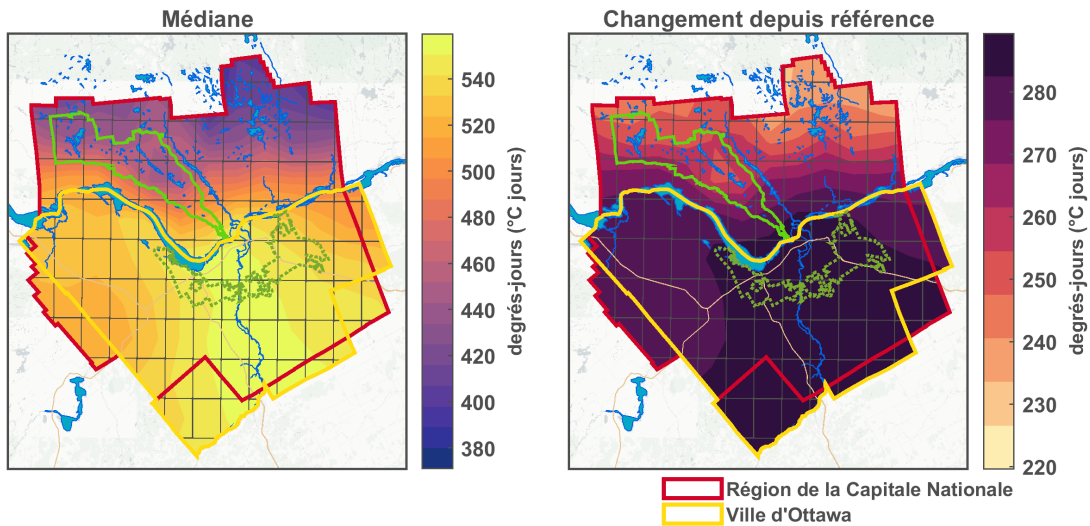 Médiane
540
520
500
480
460
440
420
400
380
degrés-jours (°C jours)
Changement depuis référence
280
270
260
250
240
230
220
degrés-jours (°C jours)
Région de la Capitale Nationale
Ville d'Ottawa